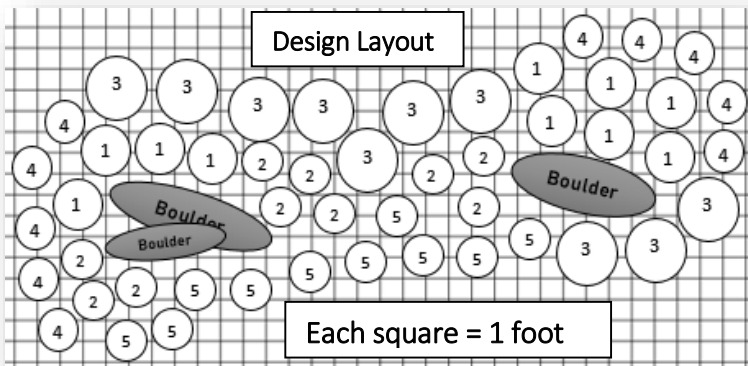 Design Layout
4 4 4
1 1
3 3 3 3 3 3 1 4
4 1 1
1 1 1 2 2 3 2 2 1 4
4 Boulder
1 Boulder 2 2 5 2 3
4 Boulder 5 3 3
2 5 5 5
4 2 2 5 5 5
4 5 5
Each square = 1 foot